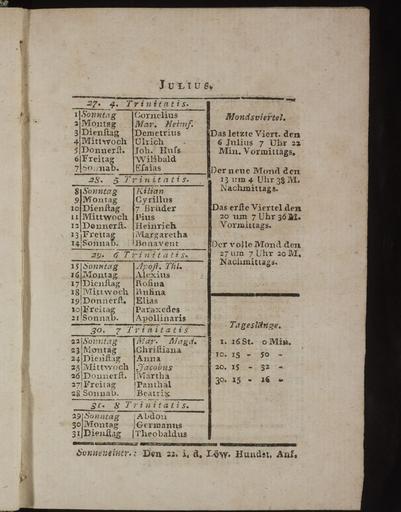 JULIUS.
27. 4. Trinitatis.
1 Sonntag Cornelius
2 Montag Mar. Heims.
3 Dienſtag Demetrius
4 Mittwoch Ulrich
5 Donnerſt. Joh. Huſs
6 Freitag Willibald
7 Sonnab. Eſaias
28. 5 Trinitatis.
8 Sonntag Kilian
9 Montag Cyrillus
10 Dienſtag 7 Brüder
11 Mittwoch Pius
12 Donnerſt. Heinrich
13 Freitag Margaretha
14 Sonnab. Bonavent
29. 6 Trinitatis.
15 Sonntag Apoſt. Thl.
16 Montag Alexius
17 Dienſtag Roſina
18 Mittwoch Rufina
19 Donnerſt. Elias
20 Freitag Paraxedes
21 Sonnab. Apollinaris
30. 7 Trinitatis
22 Sonntag Mar. Magd.
23 Montag Chriſtiana
24 Dienſtag Anna
25 Mittwoch Jacobus
26 Donnerſt. Martha
27 Freitag Panthal
28 Sonnab. Beatrix
31. 8 Trinitatis.
29 Sonntag Abdon
30 Montag Germanus
31 Dienſtag Theobaldus
Mondsviertel.
Das letzte Viert. den
6 Julius 7 Uhr 22
Min. Vormittags.
Der neue Mond den
13 um 4 Uhr 38 M.
Nachmittags.
Das erſte Viertel den
20 um 7 Uhr 36 M.
Vormittags.
Der volle Mond den
27 um 7 Uhr 20 M.
Nachmittags.
Tageslänge.
1. 16 St. 0 Min.
10. 15 - 50 -
20. 15 - 32 -
30. 15 - 16 -
Sonneneintr.: Den 22. i. d. Löw. Hundst. Anf.